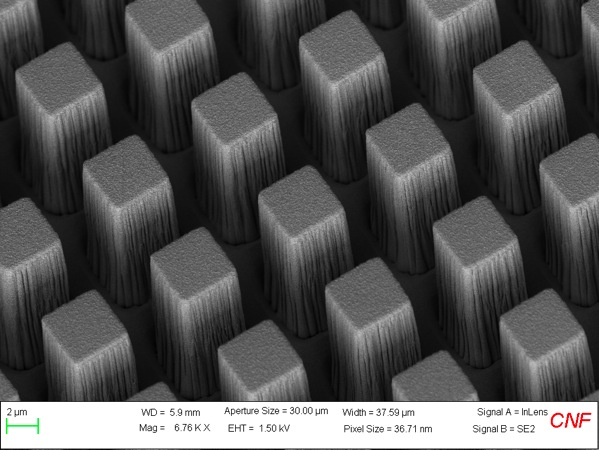 2 µm
WD = 5.9 mm
Aperture Size = 30.00 µm
Width = 37.59 µm
Signal A = InLens
CNF
Mag = 6.76 K X
EHT = 1.50 kV
Pixel Size = 36.71 nm
Signal B = SE2